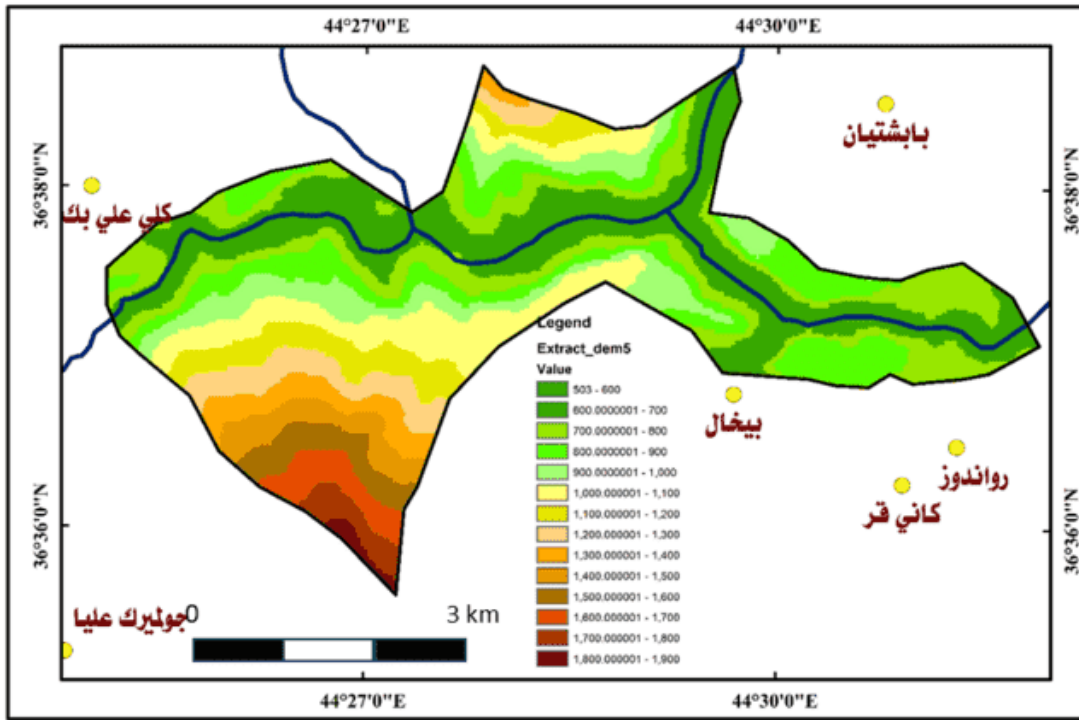 44°27'0"E 44°30'0"E
36°38'0"N 36°38'0"N
بابشتيان
كلي علي بك
Legend
Extract_dem5
Value
503 - 600
600.0000001 - 700
700.0000001 - 800
800.0000001 - 900
900.0000001 - 1,000
1,000.000001 - 1,100
1,100.000001 - 1,200
1,200.000001 - 1,300
1,300.000001 - 1,400
1,400.000001 - 1,500
1,500.000001 - 1,600
1,600.000001 - 1,700
1,700.000001 - 1,800
1,800.000001 - 1,900
بيخال
رواندوز
كاني قر
36°36'0"N 36°36'0"N
جولميرك عليا
0 3 km
44°27'0"E 44°30'0"E